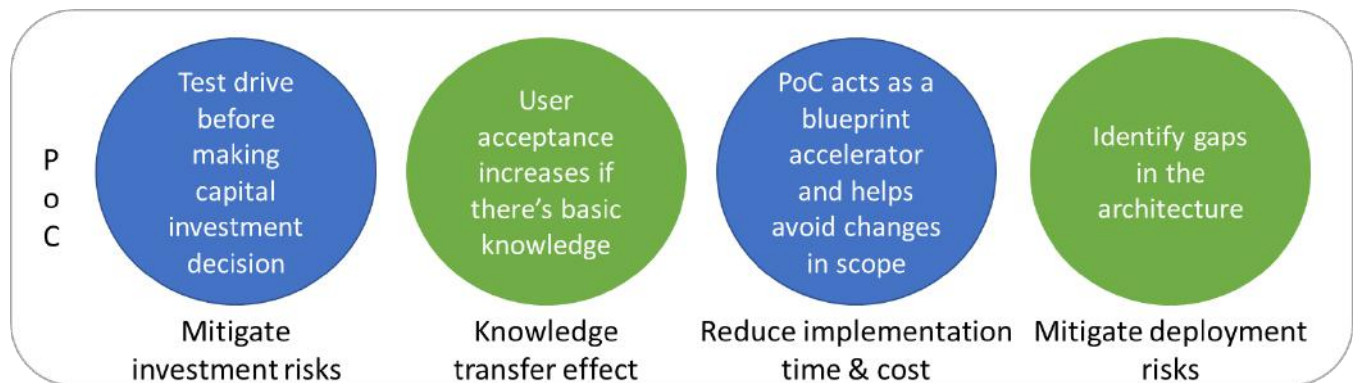 P
o
C
Test drive
before
making
capital
investment
decision
Mitigate
investment risks
User
acceptance
increases if
there's basic
knowledge
Knowledge
transfer effect
PoC acts as a
blueprint
accelerator
and helps
avoid changes
in scope
Reduce implementation
time & cost
Identify gaps
in the
architecture
Mitigate deployment
risks